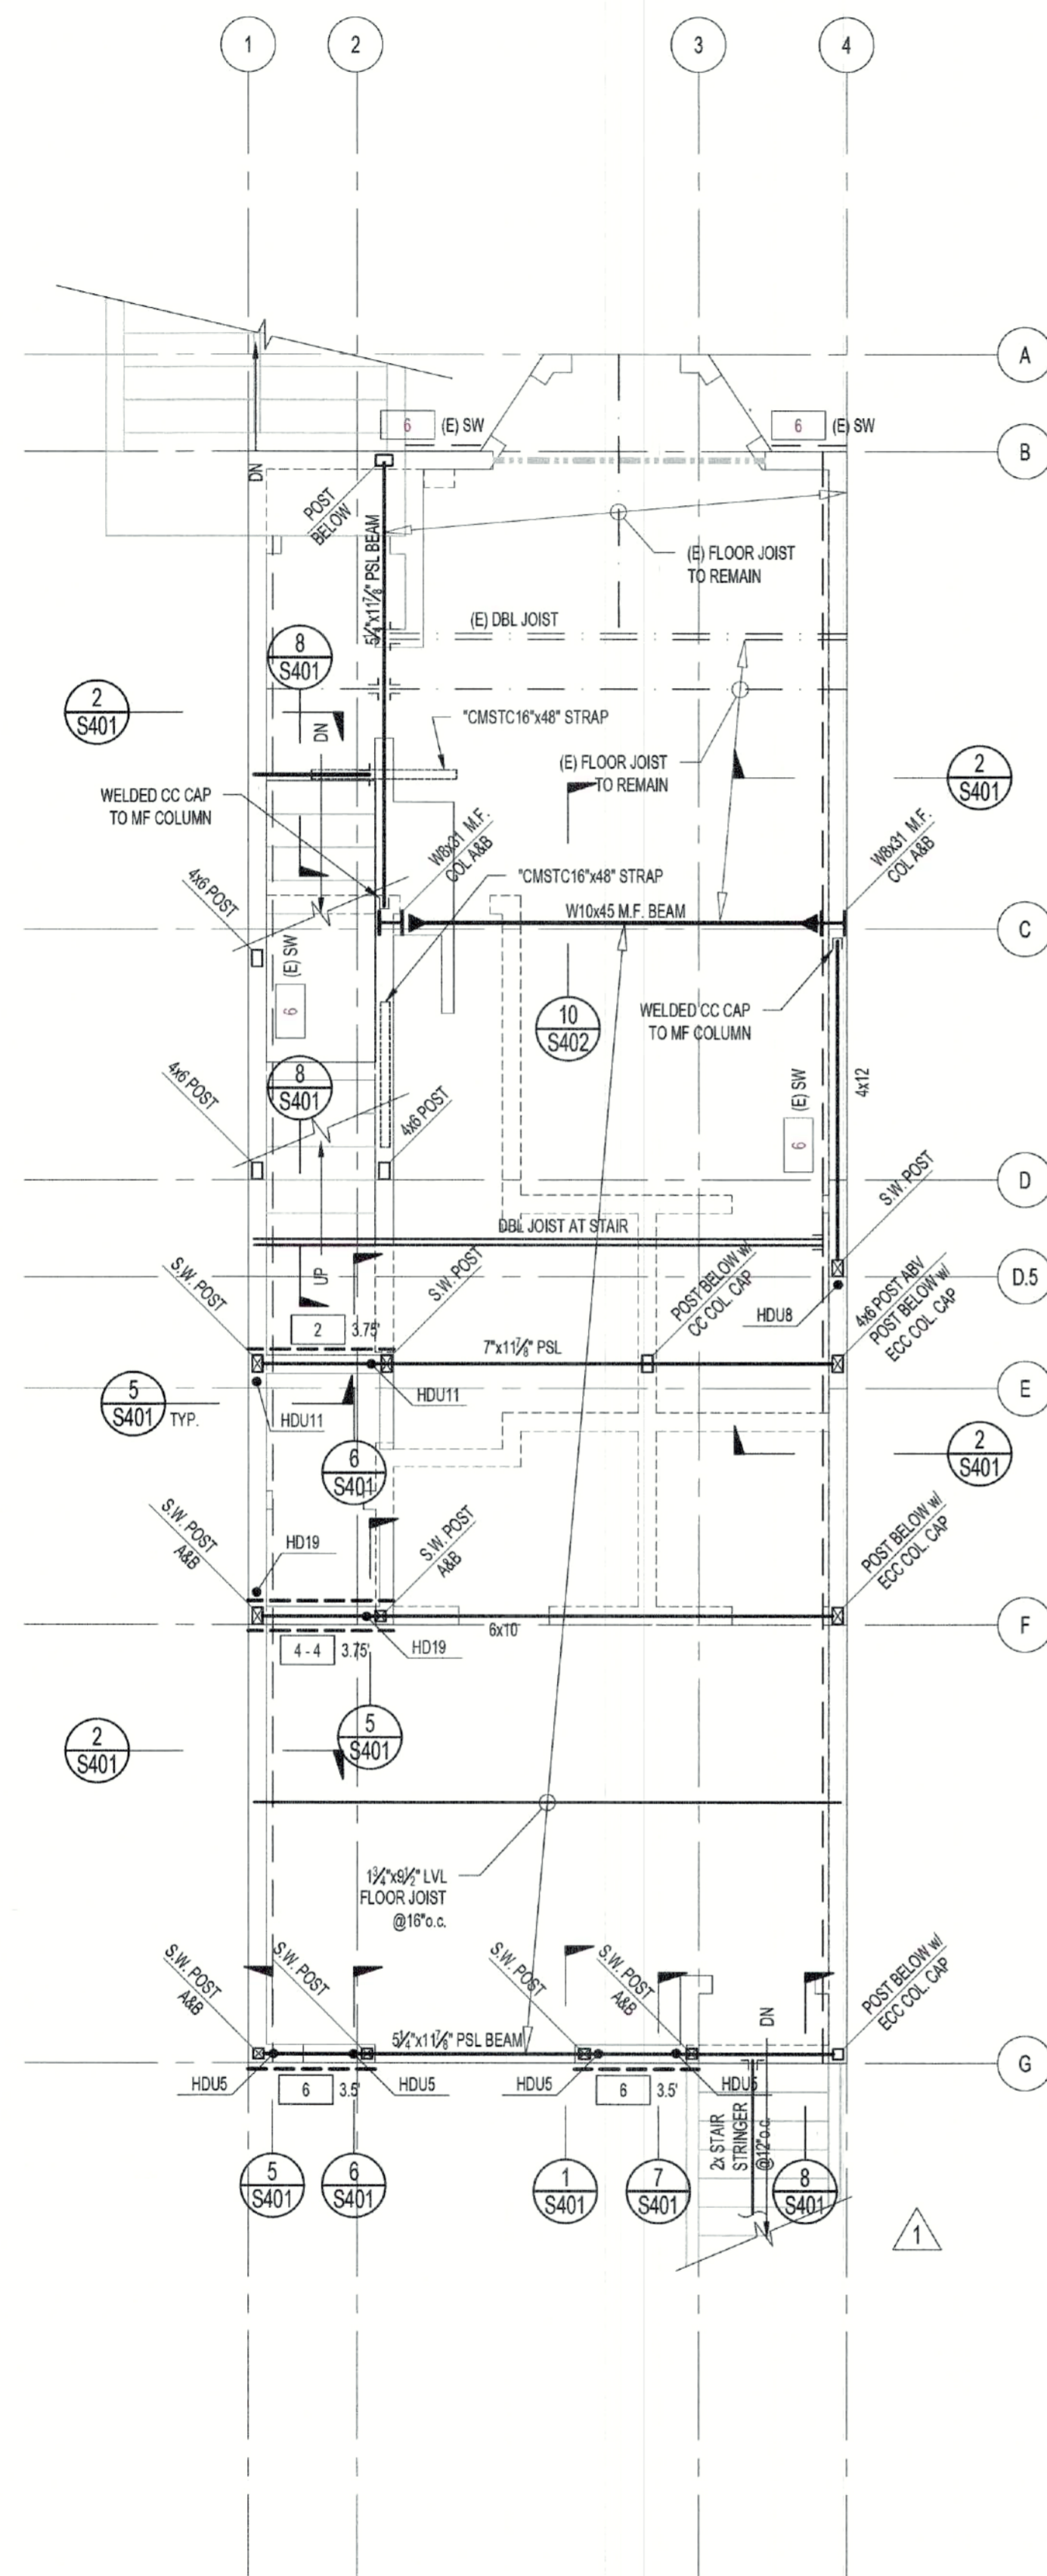 1
2
3
4
A
6
(E) SW
6
(E) SW
B
DN
POST
BELOW
5¼"x11⅞" PSL BEAM
(E) FLOOR JOIST
TO REMAIN
(E) DBL JOIST
8
S401
2
S401
DN
"CMSTC16"x48" STRAP
(E) FLOOR JOIST
TO REMAIN
2
S401
WELDED CC CAP
TO MF COLUMN
W8x31 M.F.
COL A&B
W8x31 M.F.
COL A&B
4x6 POST
"CMSTC16"x48" STRAP
W10x45 M.F. BEAM
C
(E) SW
6
10
S402
WELDED CC CAP
TO MF COLUMN
4x6 POST
8
S401
4x6 POST
(E) SW
6
4x12
D
S.W. POST
DBL JOIST AT STAIR
S.W. POST
UP
S.W. POST
POST BELOW w/
CC COL. CAP
HDU8
4x6 POST ABV
POST BELOW w/
ECC COL. CAP
D.5
2
3.75'
7"x11⅞" PSL
5
S401
TYP.
HDU11
HDU11
E
6
S401
2
S401
S.W. POST
A&B
HD19
S.W. POST
A&B
POST BELOW w/
ECC COL. CAP
6x10
F
4 - 4
3.75'
HD19
5
S401
2
S401
1¾"x9½" LVL
FLOOR JOIST
@16"o.c.
S.W. POST
A&B
S.W. POST
S.W. POST
S.W. POST
A&B
POST BELOW w/
ECC COL. CAP
DN
5¼"x11⅞" PSL BEAM
G
HDU5
6
3.5'
HDU5
HDU5
6
3.5'
HDU5
2x STAIR
STRINGER
@12"o.c.
5
S401
6
S401
1
S401
7
S401
8
S401
1